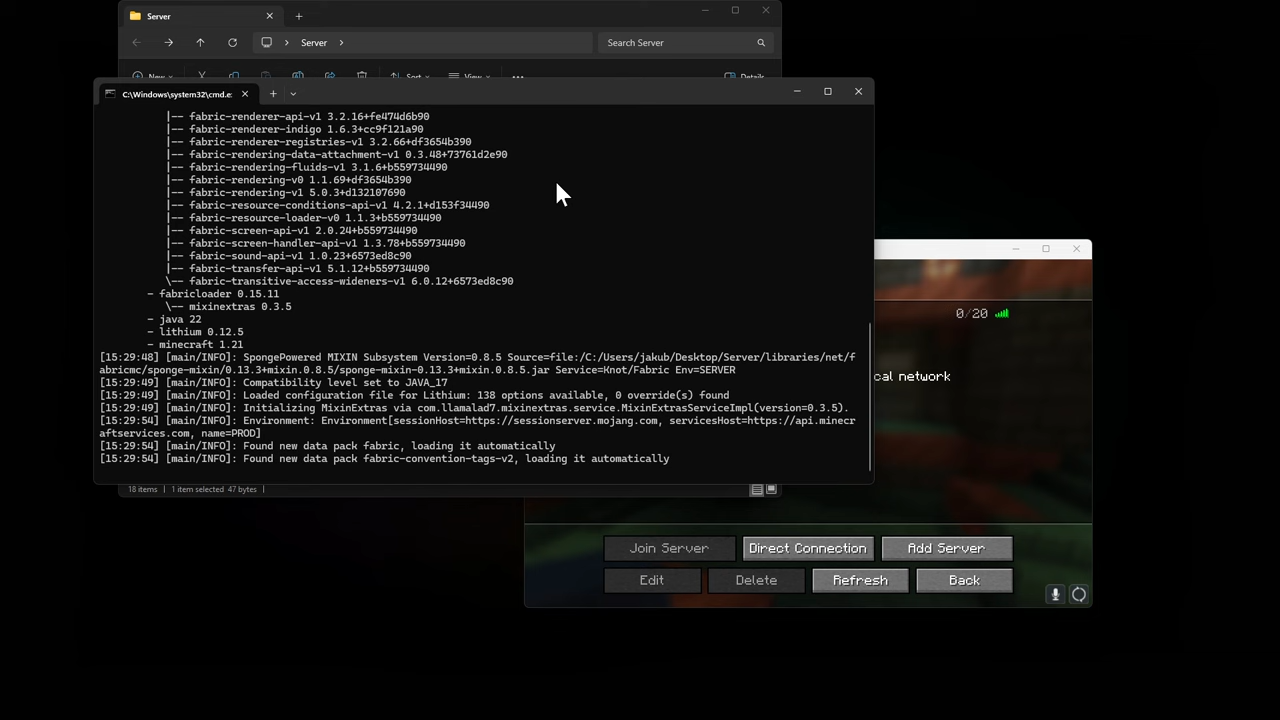 Server
Server
Search Server
New
Sort
View
Details
C:\Windows\system32\cmd.e:
|-- fabric-renderer-api-v1 3.2.16+fe474d6b90
|-- fabric-renderer-indigo 1.6.3+cc9f121a90
|-- fabric-renderer-registries-v1 3.2.66+df3654b390
|-- fabric-rendering-data-attachment-v1 0.3.48+73761d2e90
|-- fabric-rendering-fluids-v1 3.1.6+b559734490
|-- fabric-rendering-v0 1.1.69+df3654b390
|-- fabric-rendering-v1 5.0.3+d132107690
|-- fabric-resource-conditions-api-v1 4.2.1+d153f34490
|-- fabric-resource-loader-v0 1.1.3+b559734490
|-- fabric-screen-api-v1 2.0.24+b559734490
|-- fabric-screen-handler-api-v1 1.3.78+b559734490
|-- fabric-sound-api-v1 1.0.23+6573ed8c90
|-- fabric-transfer-api-v1 5.1.12+b559734490
\-- fabric-transitive-access-wideners-v1 6.0.12+6573ed8c90
- fabricloader 0.15.11
\-- mixinextras 0.3.5
- java 22
- lithium 0.12.5
- minecraft 1.21
[15:29:48] [main/INFO]: SpongePowered MIXIN Subsystem Version=0.8.5 Source=file:/C:/Users/jakub/Desktop/Server/libraries/net/f
abricmc/sponge-mixin/0.13.3+mixin.0.8.5/sponge-mixin-0.13.3+mixin.0.8.5.jar Service=Knot/Fabric Env=SERVER
[15:29:49] [main/INFO]: Compatibility level set to JAVA_17
[15:29:49] [main/INFO]: Loaded configuration file for Lithium: 138 options available, 0 override(s) found
[15:29:49] [main/INFO]: Initializing MixinExtras via com.llamalad7.mixinextras.service.MixinExtrasServiceImpl(version=0.3.5).
[15:29:54] [main/INFO]: Environment: Environment[sessionHost=https://sessionserver.mojang.com, servicesHost=https://api.minecr
aftservices.com, name=PROD]
[15:29:54] [main/INFO]: Found new data pack fabric, loading it automatically
[15:29:54] [main/INFO]: Found new data pack fabric-convention-tags-v2, loading it automatically
18 items | 1 item selected 47 bytes |
0/20
cal network
Join Server Direct Connection Add Server
Edit Delete Refresh Back